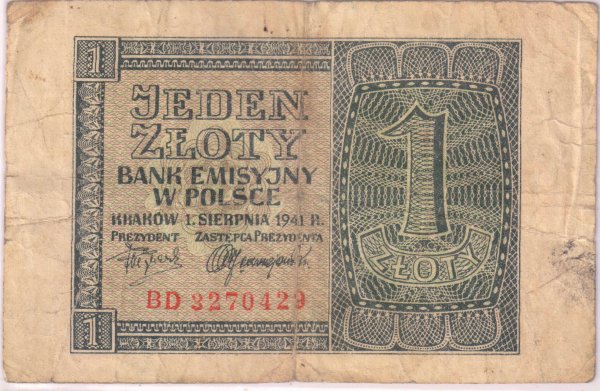 1
JEDEN
ZŁOTY
BANK EMISYJNY
W POLSCE
KRAKÓW 1. SIERPNIA 1941 R.
PREZYDENT ZASTĘPCA PREZYDENTA
BD 3270429
1
1
ZŁOTY